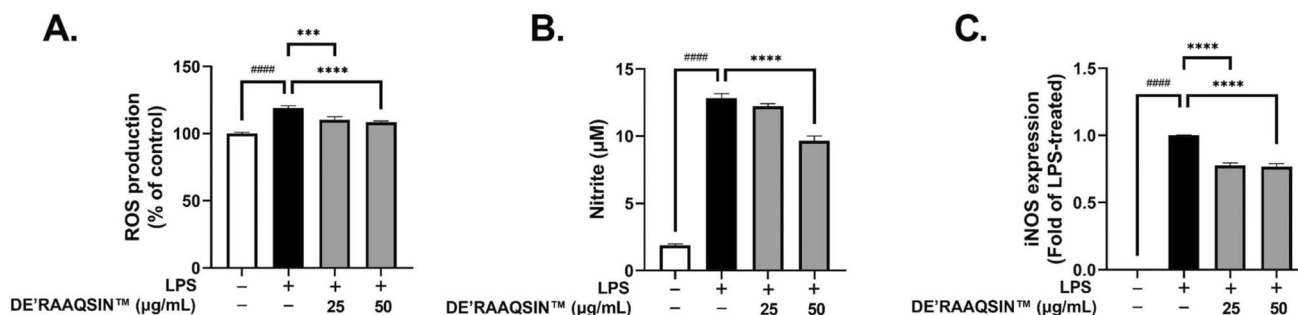 A.
ROS production
(% of control)
150
100
50
0
####
***
****
LPS − + + +
DE'RAAQSIN™ (µg/mL) − − 25 50
B.
Nitrite (µM)
15
10
5
0
####
****
LPS − + + +
DE'RAAQSIN™ (µg/mL) − − 25 50
C.
iNOS expression
(Fold of LPS-treated)
1.5
1.0
0.5
0.0
####
****
****
LPS − + + +
DE'RAAQSIN™ (µg/mL) − − 25 50